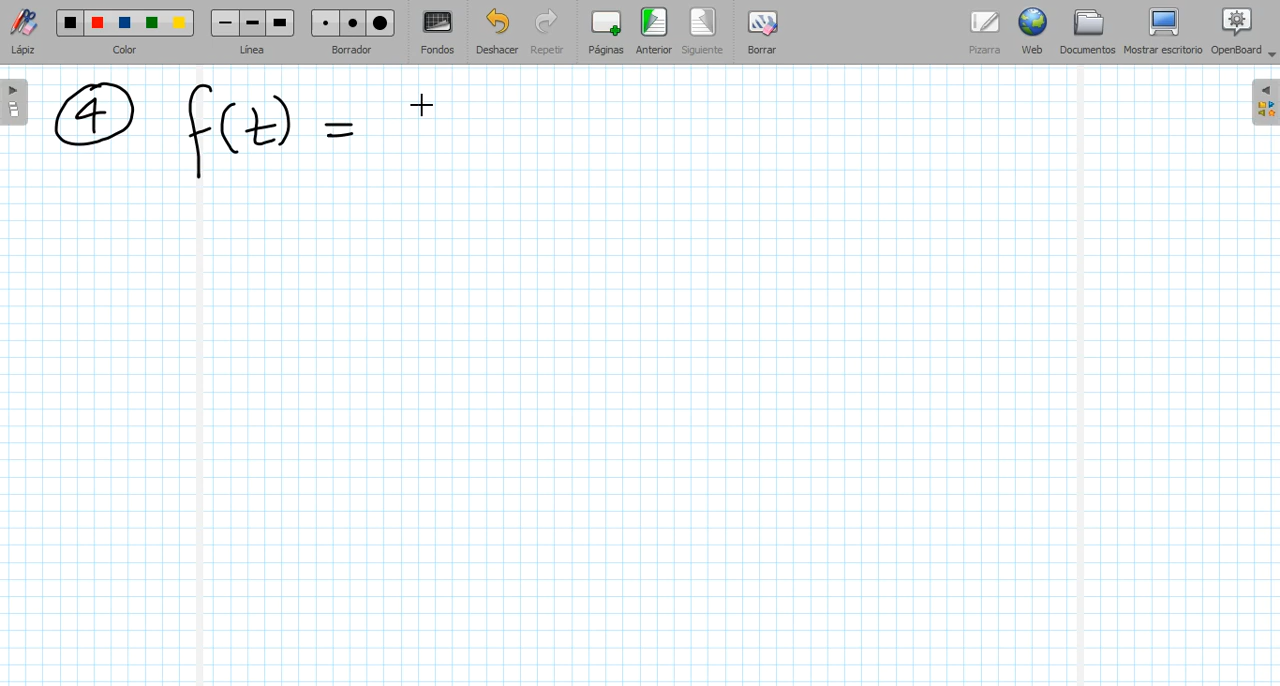 Lápiz Color Línea Borrador Fondos Deshacer Repetir Páginas Anterior Siguiente Borrar Pizarra Web Documentos Mostrar escritorio OpenBoard
④ f(t) =